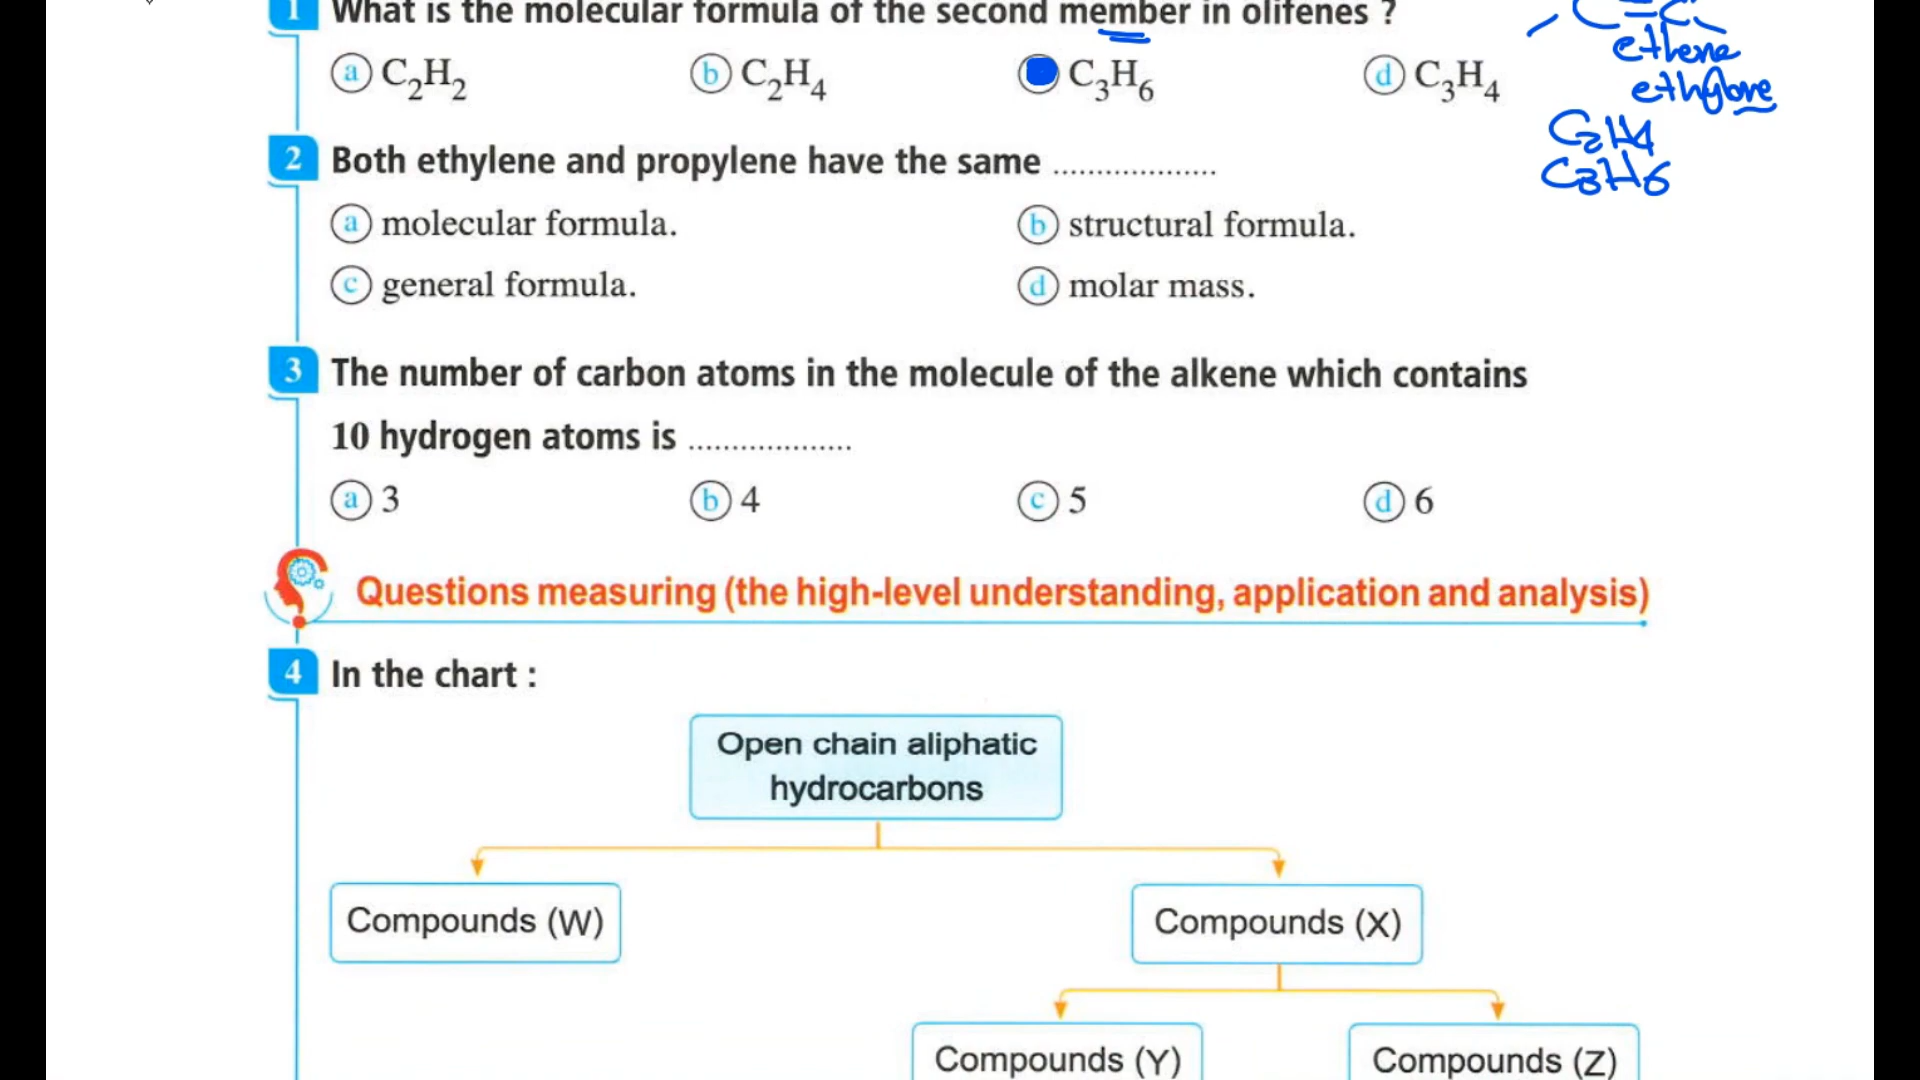 1 What is the molecular formula of the second member in olifenes ?
a C₂H₂ b C₂H₄ C₃H₆ d C₃H₄
C=C
ethene
ethylene
C₂H₄
C₃H₆
2 Both ethylene and propylene have the same ...................
a molecular formula. b structural formula.
c general formula. d molar mass.
3 The number of carbon atoms in the molecule of the alkene which contains
10 hydrogen atoms is ...................
a 3 b 4 c 5 d 6
Questions measuring (the high-level understanding, application and analysis)
4 In the chart :
Open chain aliphatic
hydrocarbons
Compounds (W) Compounds (X)
Compounds (Y) Compounds (Z)